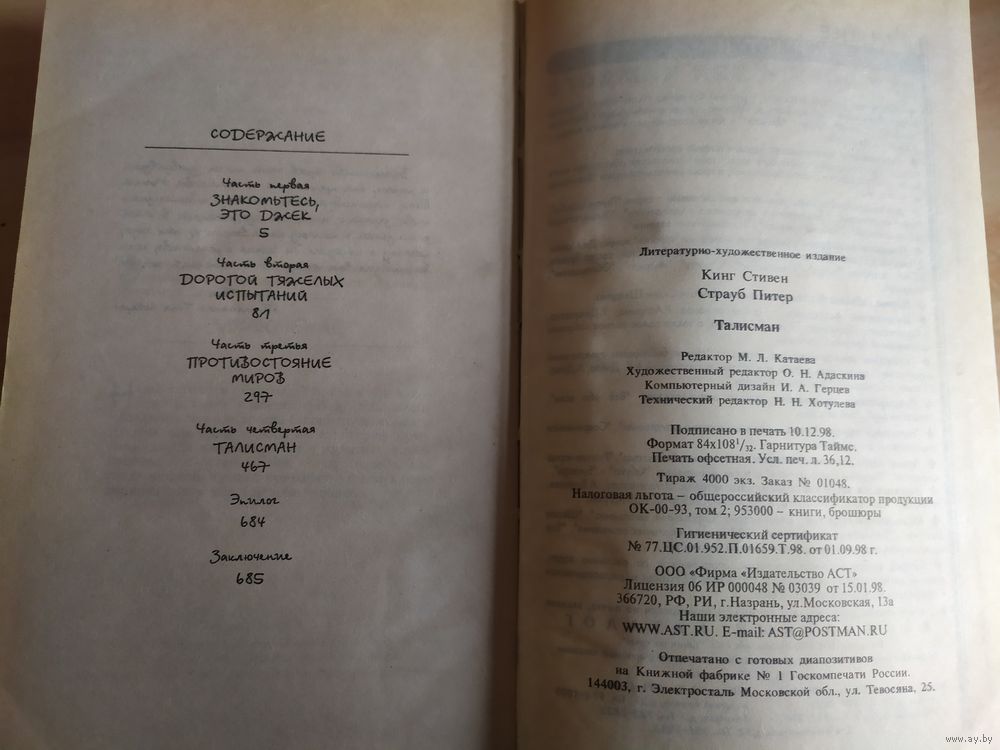 СОДЕРЖАНИЕ
Часть первая
ЗНАКОМЬТЕСЬ,
ЭТО ДЖЕК
5
Часть вторая
ДОРОГОЙ ТЯЖЕЛЫХ
ИСПЫТАНИЙ
81
Часть третья
ПРОТИВОСТОЯНИЕ
МИРОВ
297
Часть четвертая
ТАЛИСМАН
467
Эпилог
684
Заключение
685
Литературно-художественное издание
Кинг Стивен
Страуб Питер
Талисман
Редактор М. Л. Катаева
Художественный редактор О. Н. Адаскина
Компьютерный дизайн И. А. Герцев
Технический редактор Н. Н. Хотулева
Подписано в печать 10.12.98.
Формат 84х108¹/₃₂. Гарнитура Таймс.
Печать офсетная. Усл. печ. л. 36,12.
Тираж 4000 экз. Заказ № 01048.
Налоговая льгота – общероссийский классификатор продукции
ОК-00-93, том 2; 953000 – книги, брошюры
Гигиенический сертификат
№ 77.ЦС.01.952.П.01659.Т.98. от 01.09.98 г.
ООО «Фирма «Издательство АСТ»
Лицензия 06 ИР 000048 № 03039 от 15.01.98.
366720, РФ, РИ, г.Назрань, ул.Московская, 13а
Наши электронные адреса:
WWW.AST.RU. E-mail: AST@POSTMAN.RU
Отпечатано с готовых диапозитивов
на Книжной фабрике № 1 Госкомпечати России.
144003, г. Электросталь Московской обл., ул. Тевосяна, 25.
www.ay.by